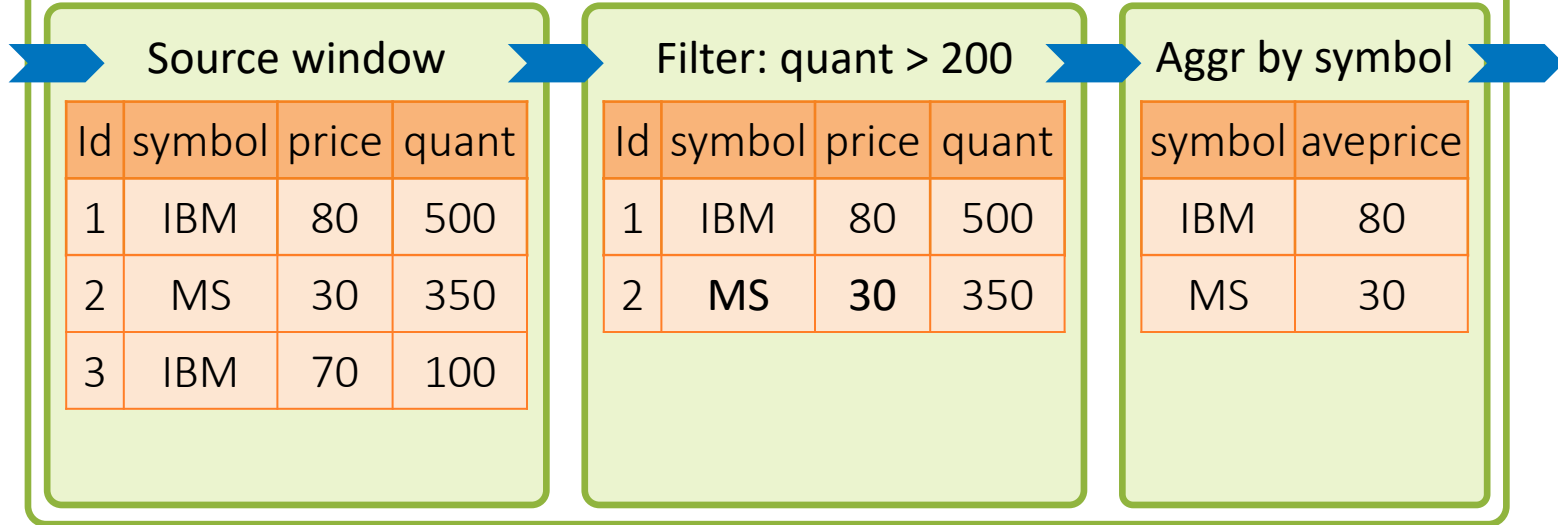 Source window
Id symbol price quant
1 IBM 80 500
2 MS 30 350
3 IBM 70 100
Filter: quant > 200
Id symbol price quant
1 IBM 80 500
2 MS 30 350
Aggr by symbol
symbol aveprice
IBM 80
MS 30